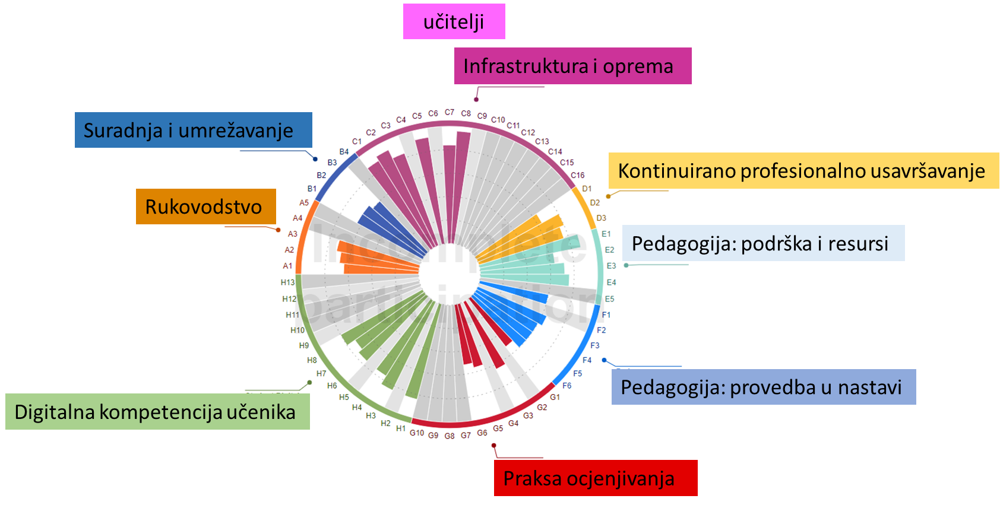 učitelji
Infrastruktura i oprema
Suradnja i umrežavanje
Kontinuirano profesionalno usavršavanje
Rukovodstvo
Pedagogija: podrška i resursi
Pedagogija: provedba u nastavi
Digitalna kompetencija učenika
Praksa ocjenjivanja
Incomplete
participation
A1
A2
A3
A4
A5
B1
B2
B3
B4
C1
C2
C3
C4
C5
C6
C7
C8
C9
C10
C11
C12
C13
C14
C15
C16
D1
D2
D3
E1
E2
E3
E4
E5
F1
F2
F3
F4
F5
F6
G1
G2
G3
G4
G5
G6
G7
G8
G9
G10
H1
H2
H3
H4
H5
H6
H7
H8
H9
H10
H11
H12
H13